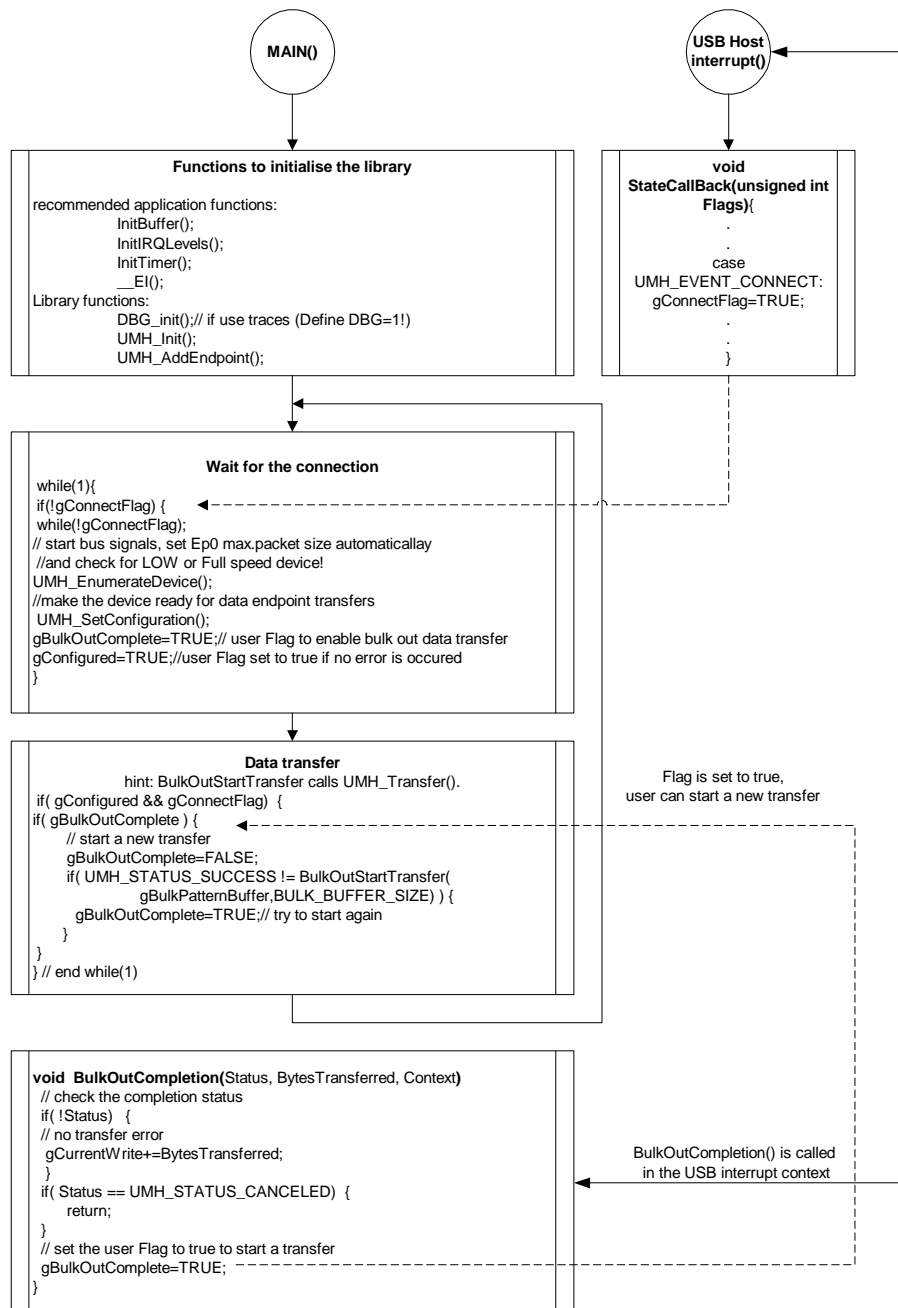 MAIN()
USB Host
interrupt()
Functions to initialise the library
recommended application functions:
InitBuffer();
InitIRQLevels();
InitTimer();
__EI();
Library functions:
DBG_init();// if use traces (Define DBG=1!)
UMH_Init();
UMH_AddEndpoint();
void
StateCallBack(unsigned int
Flags){
.
.
case
UMH_EVENT_CONNECT:
gConnectFlag=TRUE;
.
.
}
Wait for the connection
while(1){
if(!gConnectFlag) {
while(!gConnectFlag);
// start bus signals, set Ep0 max.packet size automaticallay
//and check for LOW or Full speed device!
UMH_EnumerateDevice();
//make the device ready for data endpoint transfers
UMH_SetConfiguration();
gBulkOutComplete=TRUE;// user Flag to enable bulk out data transfer
gConfigured=TRUE;//user Flag set to true if no error is occured
}
Data transfer
hint: BulkOutStartTransfer calls UMH_Transfer().
if( gConfigured && gConnectFlag) {
if( gBulkOutComplete ) {
// start a new transfer
gBulkOutComplete=FALSE;
if( UMH_STATUS_SUCCESS != BulkOutStartTransfer(
gBulkPatternBuffer,BULK_BUFFER_SIZE) ) {
gBulkOutComplete=TRUE;// try to start again
}
}
} // end while(1)
Flag is set to true,
user can start a new transfer
void BulkOutCompletion(Status, BytesTransferred, Context)
// check the completion status
if( !Status) {
// no transfer error
gCurrentWrite+=BytesTransferred;
}
if( Status == UMH_STATUS_CANCELED) {
return;
}
// set the user Flag to true to start a transfer
gBulkOutComplete=TRUE;
}
BulkOutCompletion() is called
in the USB interrupt context